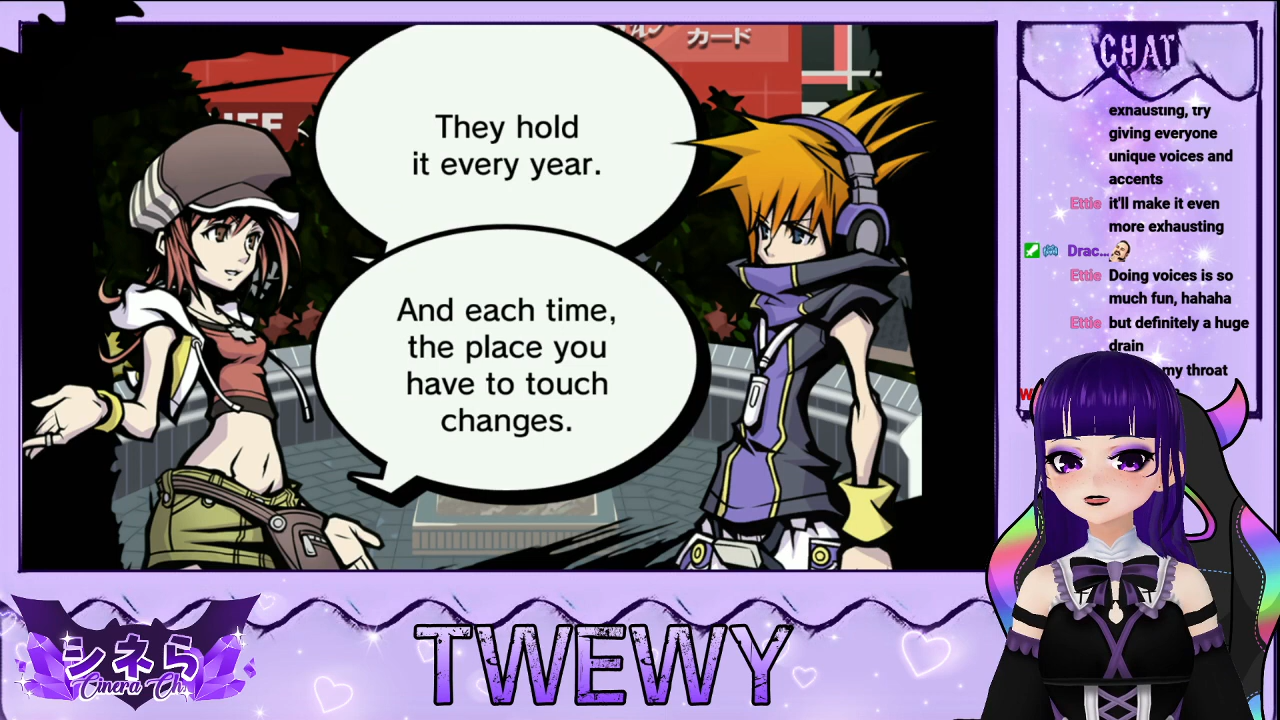 カード
They hold
it every year.
And each time,
the place you
have to touch
changes.
CHAT
exhausting, try
giving everyone
unique voices and
accents
Ettie it'll make it even
more exhausting
Drac...
Ettie Doing voices is so
much fun, hahaha
Ettie but definitely a huge
drain
my throat
シネら
Cinera Ch.
TWEWY